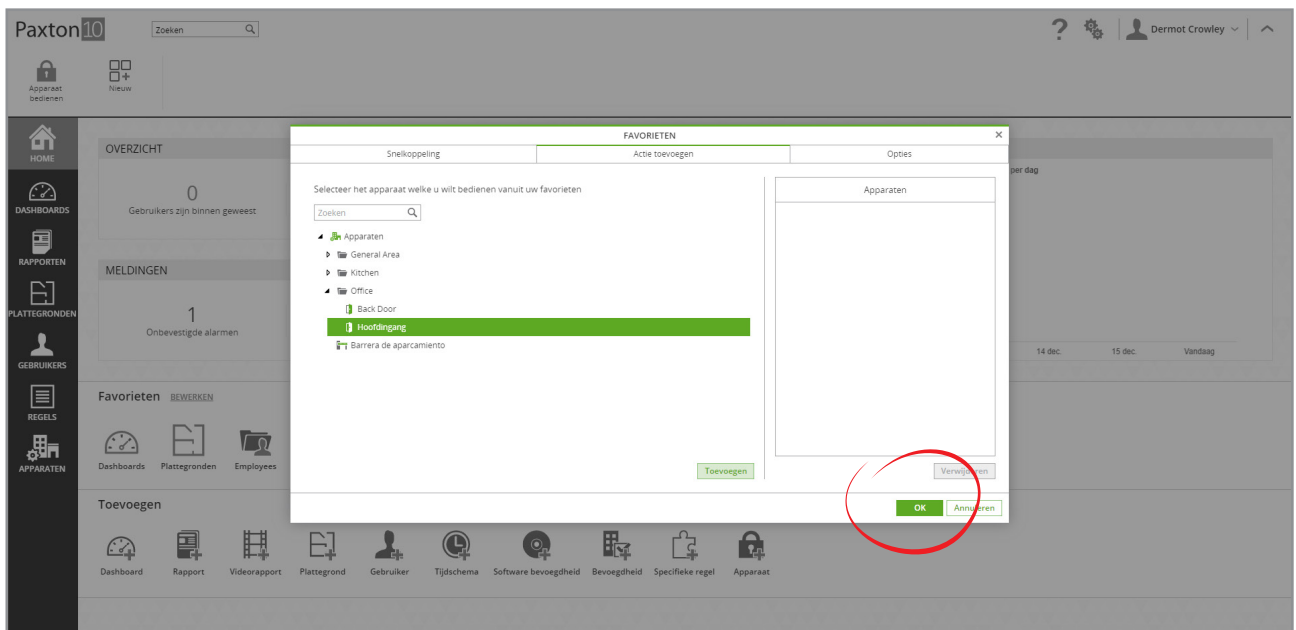 Paxton10
Zoeken
Dermot Crowley
Apparaat
bedienen
Nieuw
HOME
DASHBOARDS
RAPPORTEN
PLATTEGRONDEN
GEBRUIKERS
REGELS
APPARATEN
OVERZICHT
0
Gebruikers zijn binnen geweest
MELDINGEN
1
Onbevestigde alarmen
per dag
14 dec.
15 dec.
Vandaag
FAVORIETEN
Snelkoppeling
Actie toevoegen
Opties
Selecteer het apparaat welke u wilt bedienen vanuit uw favorieten
Zoeken
Apparaten
General Area
Kitchen
Office
Back Door
Hoofdingang
Barrera de aparcamiento
Toevoegen
Apparaten
Verwijderen
OK
Annuleren
Favorieten BEWERKEN
Dashboards
Plattegronden
Employees
Toevoegen
Dashboard
Rapport
Videorapport
Plattegrond
Gebruiker
Tijdschema
Software bevoegdheid
Bevoegdheid
Specifieke regel
Apparaat